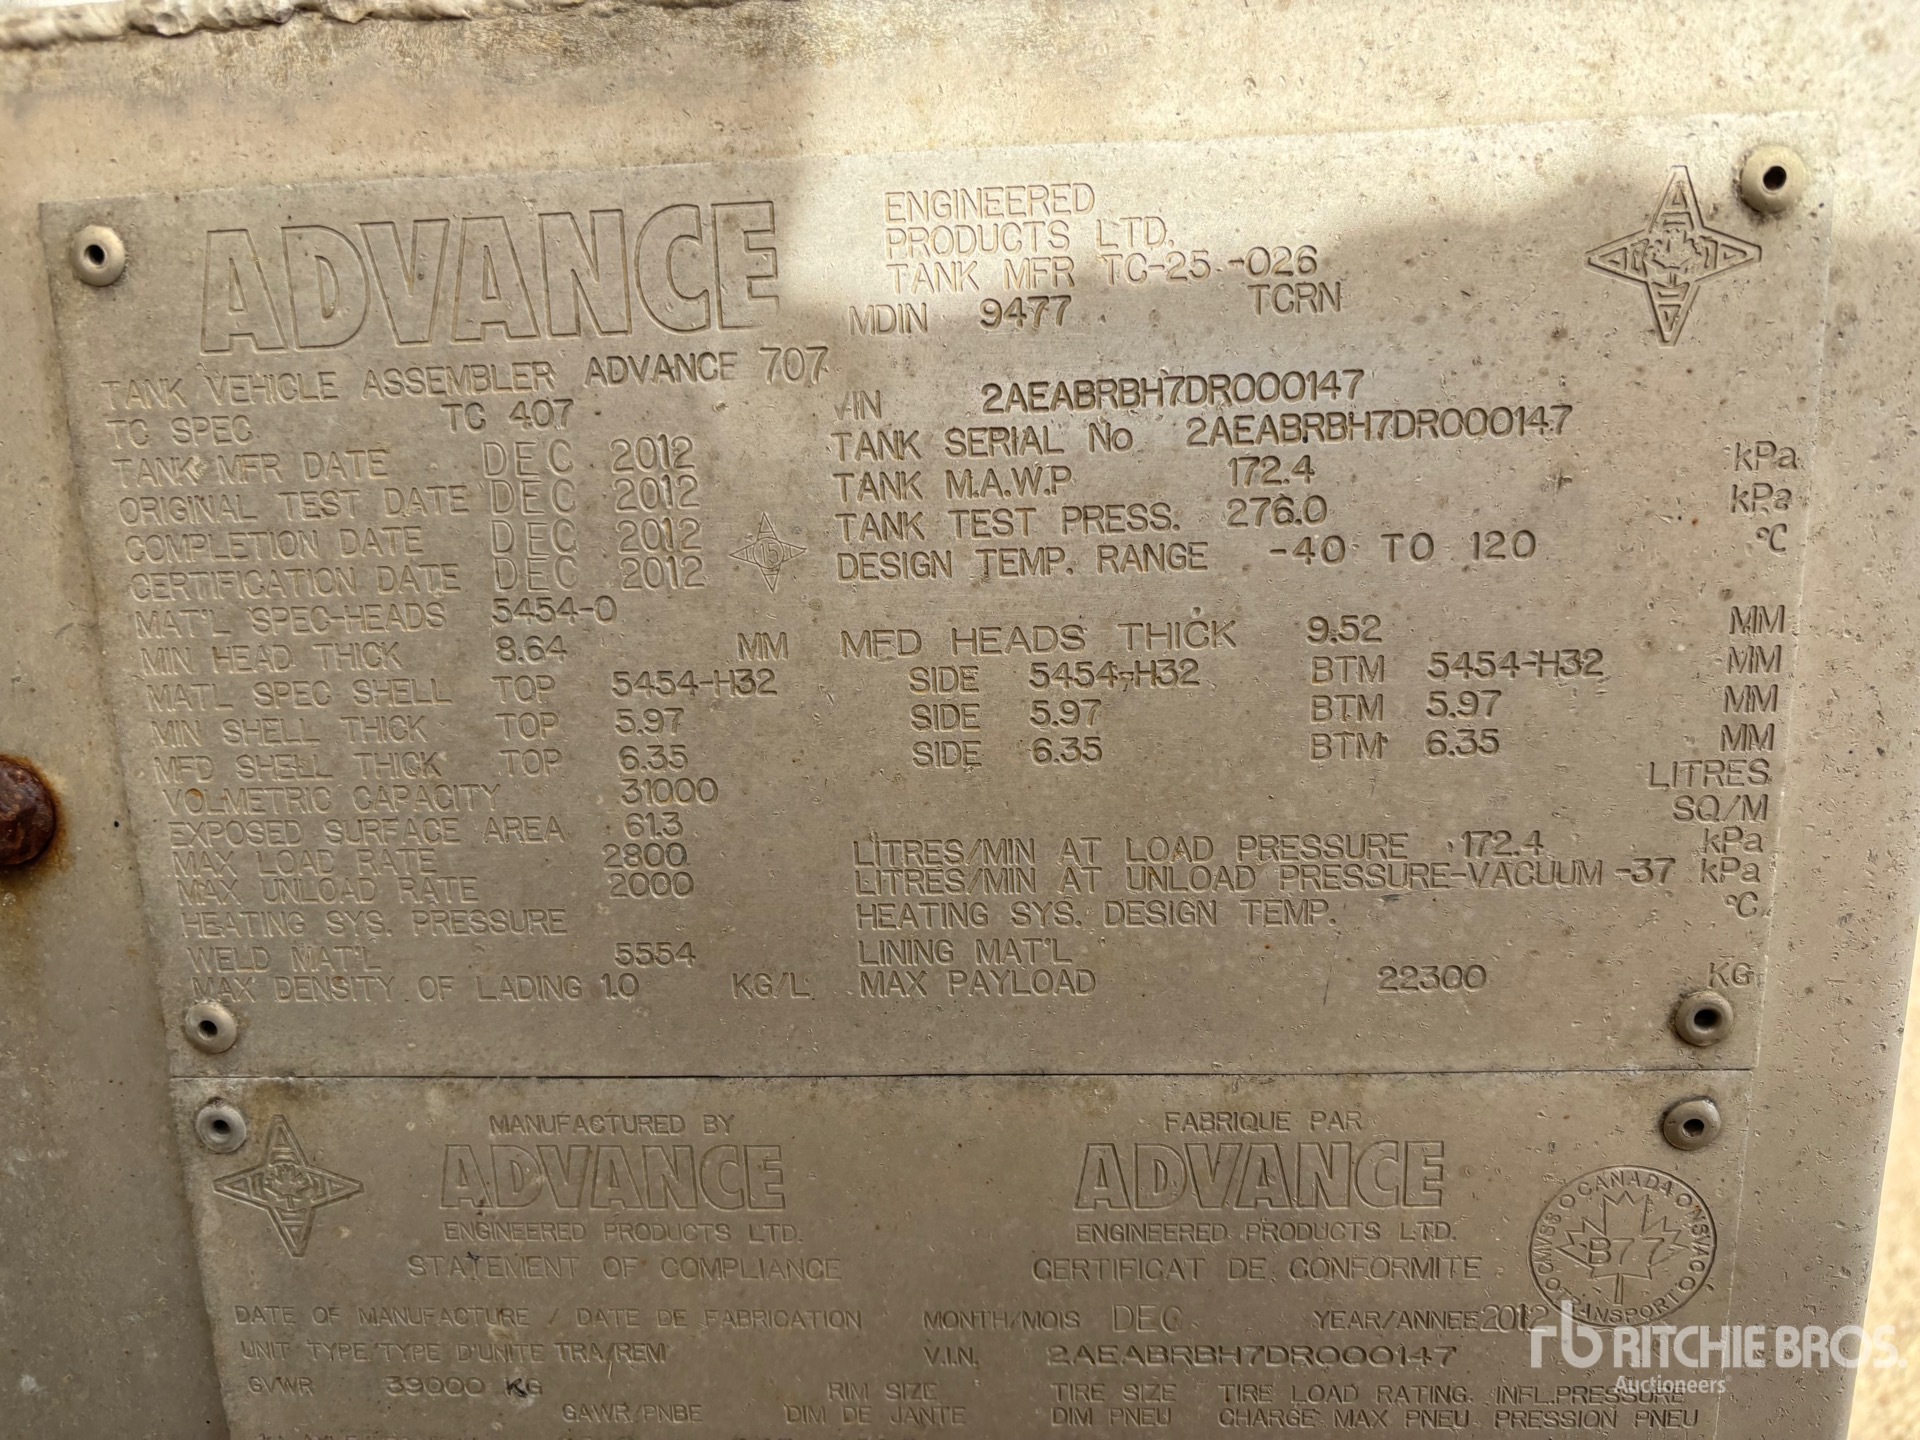 ADVANCE ENGINEERED
PRODUCTS LTD.
TANK MFR TC-25-026
MDIN 9477 TCRN
TANK VEHICLE ASSEMBLER ADVANCE 707
VIN 2AEABRBH7DR000147
TC SPEC TC 407
TANK SERIAL No 2AEABRBH7DR000147
TANK MFR DATE DEC 2012
TANK M.A.W.P. 172.4 kPa
ORIGINAL TEST DATE DEC 2012
TANK TEST PRESS. 276.0 kPa
COMPLETION DATE DEC 2012
15
DESIGN TEMP. RANGE -40 TO 120 °C
CERTIFICATION DATE DEC 2012
MAT'L SPEC-HEADS 5454-0
MIN HEAD THICK 8.64 MM MFD HEADS THICK 9.52 MM
MATL SPEC SHELL TOP 5454-H32 SIDE 5454-H32 BTM 5454-H32 MM
MIN SHELL THICK TOP 5.97 SIDE 5.97 BTM 5.97 MM
MFD SHELL THICK TOP 6.35 SIDE 6.35 BTM 6.35 MM
VOLMETRIC CAPACITY 31000 LITRES
EXPOSED SURFACE AREA 61.3 SQ/M
MAX LOAD RATE 2800 LITRES/MIN AT LOAD PRESSURE 172.4 kPa
MAX UNLOAD RATE 2000 LITRES/MIN AT UNLOAD PRESSURE-VACUUM -37 kPa
HEATING SYS. PRESSURE HEATING SYS. DESIGN TEMP. °C
WELD MAT'L 5554 LINING MAT'L
MAX DENSITY OF LADING 1.0 KG/L MAX PAYLOAD 22300 KG
MANUFACTURED BY FABRIQUE PAR
ADVANCE ADVANCE
ENGINEERED PRODUCTS LTD. ENGINEERED PRODUCTS LTD.
STATEMENT OF COMPLIANCE CERTIFICAT DE CONFORMITE
CANADA TRANSPORT CMVSS NSVAC B77
DATE OF MANUFACTURE / DATE DE FABRICATION MONTH/MOIS DEC YEAR/ANNEE 2012
UNIT TYPE/TYPE D'UNITE TRA/REM V.I.N. 2AEABRBH7DR000147
GVWR 39000 KG RIM SIZE TIRE SIZE TIRE LOAD RATING INFL.PRESSURE
GAWR/PNBE DIM DE JANTE DIM PNEU CHARGE MAX PNEU PRESSION PNEU
rb RITCHIE BROS.
Auctioneers